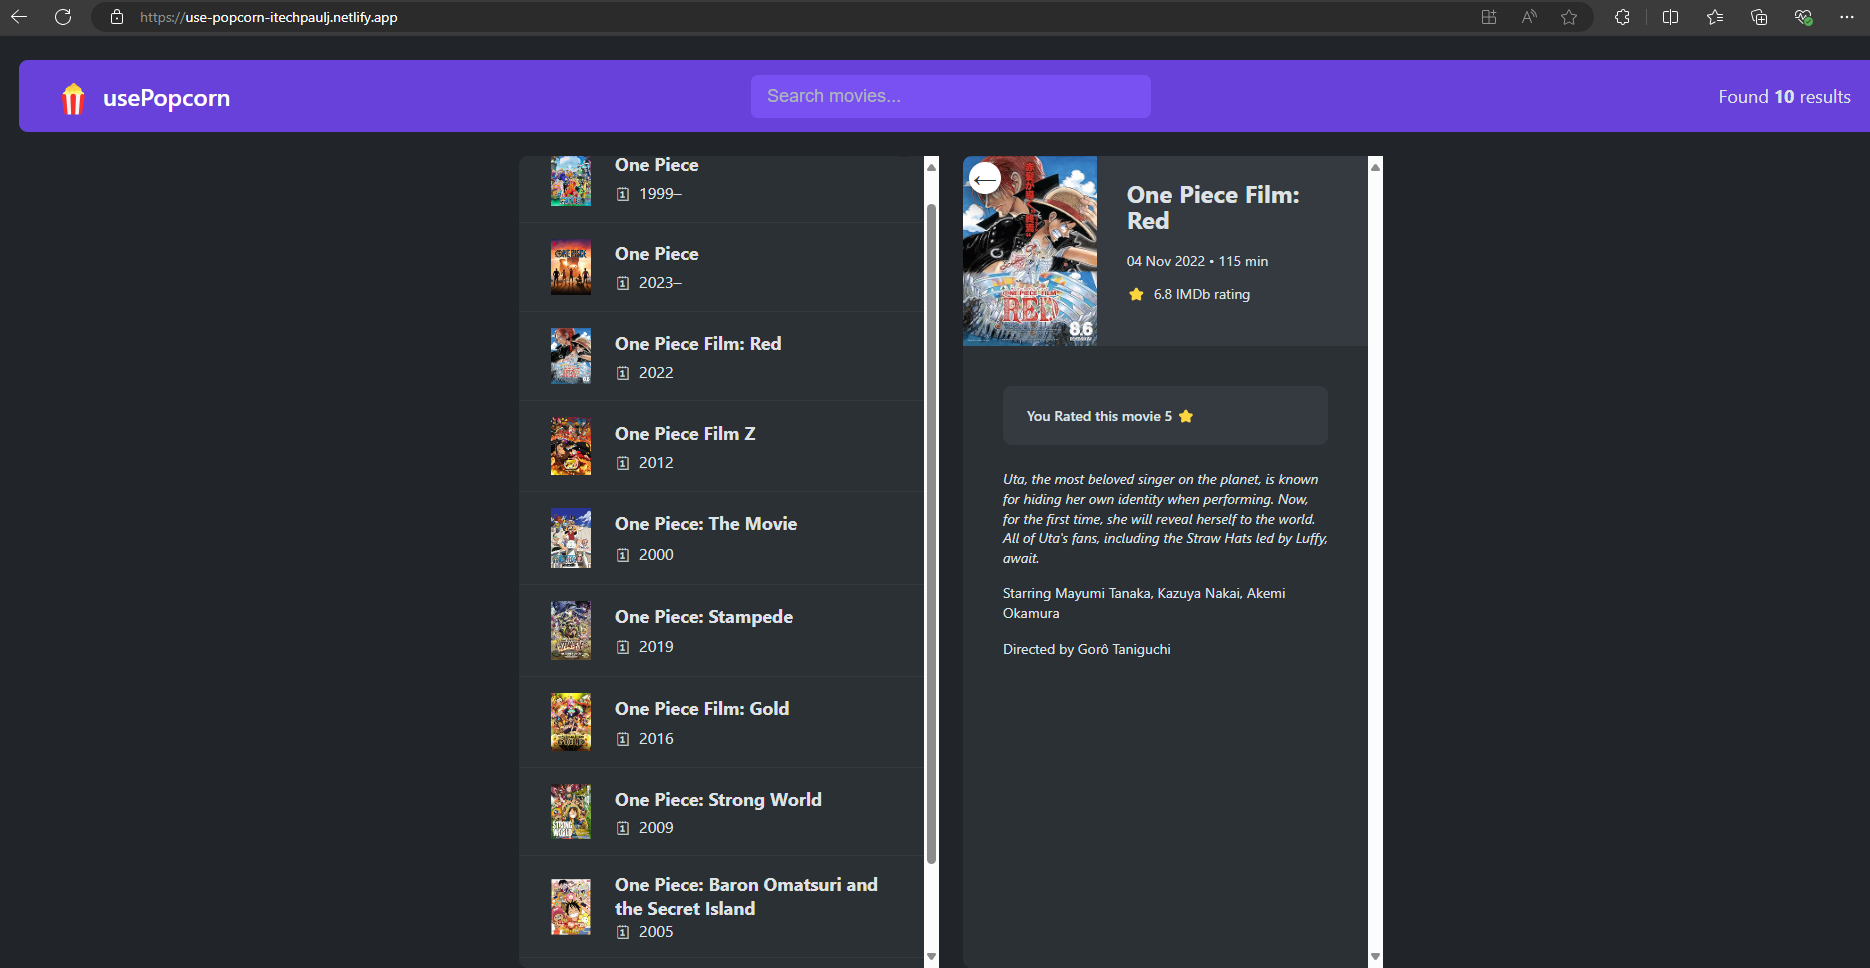 https://use-popcorn-itechpaulj.netlify.app
usePopcorn
Search movies...
Found 10 results
One Piece
1999–
One Piece
2023–
One Piece Film: Red
2022
One Piece Film Z
2012
One Piece: The Movie
2000
One Piece: Stampede
2019
One Piece Film: Gold
2016
One Piece: Strong World
2009
One Piece: Baron Omatsuri and
the Secret Island
2005
One Piece Film:
Red
04 Nov 2022 • 115 min
6.8 IMDb rating
You Rated this movie 5
Uta, the most beloved singer on the planet, is known
for hiding her own identity when performing. Now,
for the first time, she will reveal herself to the world.
All of Uta's fans, including the Straw Hats led by Luffy,
await.
Starring Mayumi Tanaka, Kazuya Nakai, Akemi
Okamura
Directed by Gorô Taniguchi
ONE PIECE FILM
RED
8.6
ONE PIECE
STRONG
WORLD